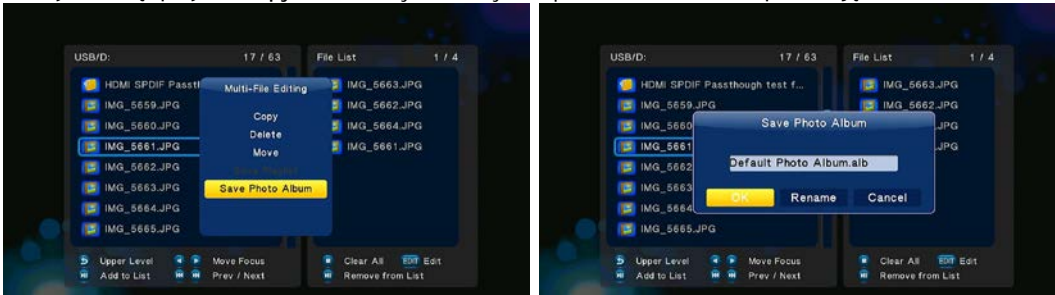 USB/D: 17 / 63 File List 1 / 4
HDMI SPDIF Passt
IMG_5659.JPG
IMG_5660.JPG
IMG_5661.JPG
IMG_5662.JPG
IMG_5663.JPG
IMG_5664.JPG
IMG_5665.JPG
Multi-File Editing
Copy
Delete
Move
Save Photo Album
IMG_5663.JPG
IMG_5662.JPG
IMG_5664.JPG
IMG_5661.JPG
Upper Level Move Focus Clear All EDIT Edit
Add to List Prev / Next Remove from List
USB/D: 17 / 63 File List 1 / 4
HDMI SPDIF Passthough test f...
IMG_5659.JPG
IMG_5660
IMG_5661
IMG_5662
IMG_5663
IMG_5664
IMG_5665.JPG
Save Photo Album
Default Photo Album.alb
OK Rename Cancel
IMG_5663.JPG
IMG_5662.JPG
.JPG
.JPG
Upper Level Move Focus Clear All EDIT Edit
Add to List Prev / Next Remove from List